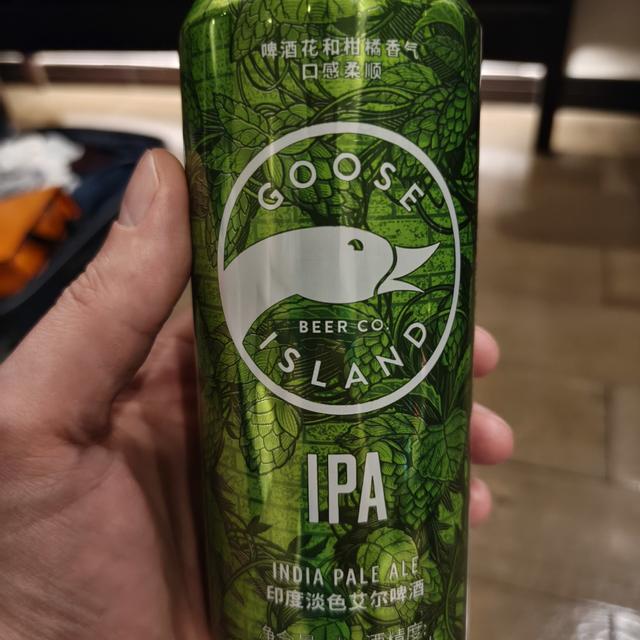 啤酒花和柑橘香气
口感柔顺
GOOSE
BEER CO.
ISLAND
IPA
INDIA PALE ALE
印度淡色艾尔啤酒